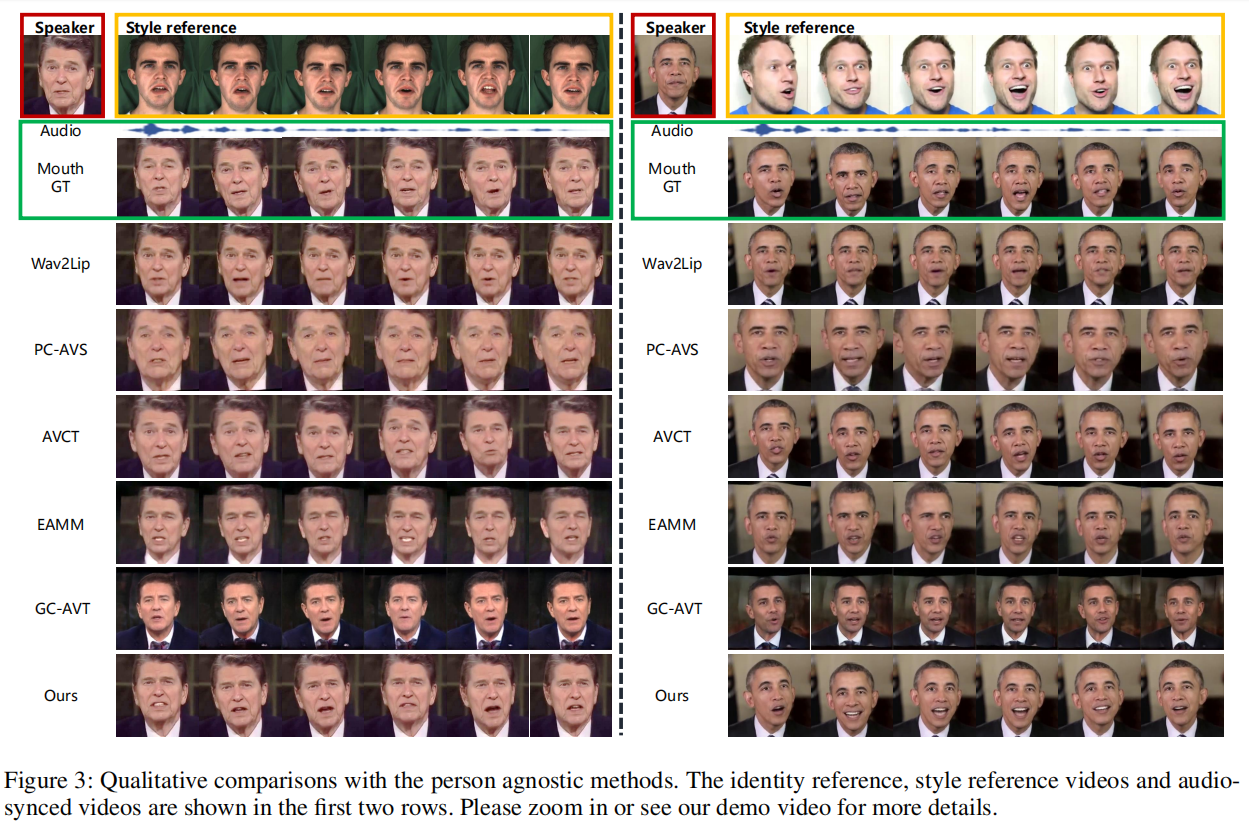 Speaker
Style reference
Speaker
Style reference
Audio
Audio
Mouth
GT
Mouth
GT
Wav2Lip
Wav2Lip
PC-AVS
PC-AVS
AVCT
AVCT
EAMM
EAMM
GC-AVT
GC-AVT
Ours
Ours
Figure 3: Qualitative comparisons with the person agnostic methods. The identity reference, style reference videos and audio-
synced videos are shown in the first two rows. Please zoom in or see our demo video for more details.